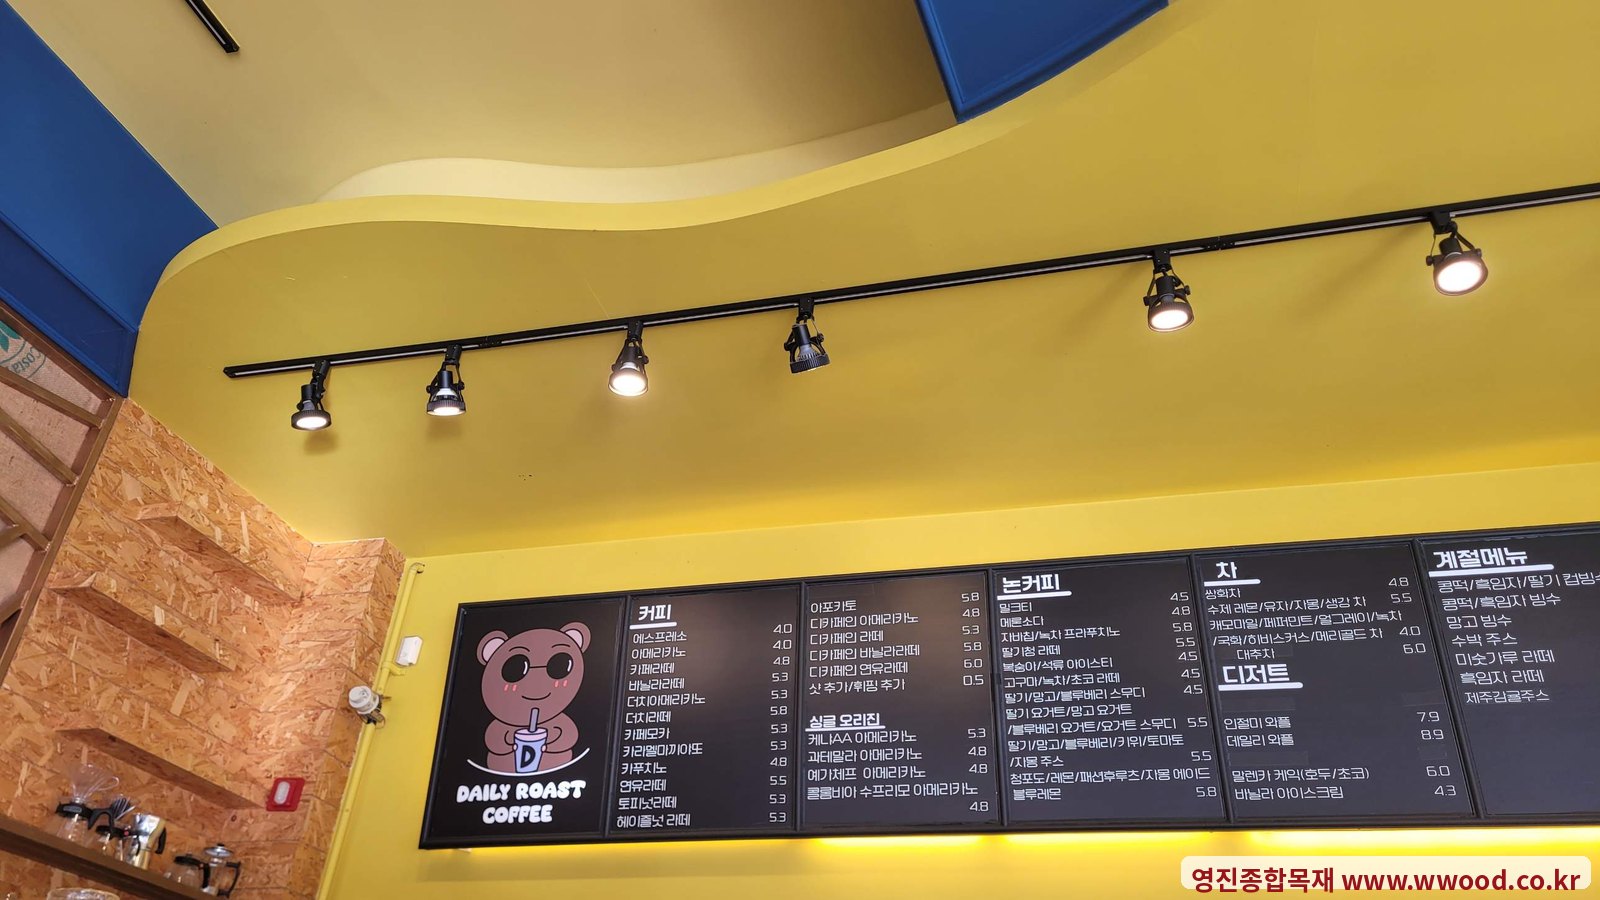 D
DAILY ROAST
COFFEE
커피
에스프레소 4.0
아메리카노 4.0
카페라떼 4.8
바닐라라떼 5.3
더치아메리카노 5.3
더치라떼 5.8
카페모카 5.3
카라멜마끼아또 5.3
카푸치노 4.8
연유라떼 5.5
토피넛라떼 5.3
헤이즐넛 라떼 5.3
아포카토 5.8
디카페인 아메리카노 4.8
디카페인 라떼 5.3
디카페인 바닐라라떼 5.8
디카페인 연유라떼 6.0
샷 추가/휘핑 추가 0.5
싱글 오리진
케냐AA 아메리카노 5.3
과테말라 아메리카노 4.8
예가체프 아메리카노 4.8
콜롬비아 수프리모 아메리카노
4.8
논커피
밀크티 4.5
메론소다 4.8
자바칩/녹차 프라푸치노 5.8
딸기청 라떼 5.5
복숭아/석류 아이스티 4.5
고구마/녹차/초코 라떼 4.5
딸기/망고/블루베리 스무디 4.5
딸기 요거트/망고 요거트
/블루베리 요거트/요거트 스무디 5.5
딸기/망고/블루베리/키위/토마토
/자몽 주스 5.5
청포도/레몬/패션후루츠/자몽 에이드
블루레몬 5.8
차
쌍화차 4.8
수제 레몬/유자/자몽/생강 차 5.5
캐모마일/페퍼민트/얼그레이/녹차
/국화/히비스커스/메리골드 차 4.0
대추차 6.0
디저트
인절미 와플 7.9
데일리 와플 8.9
말렌카 케익(호두/초코) 6.0
바닐라 아이스크림 4.3
계절메뉴
콩떡/흑임자/딸기 컵빙수
콩떡/흑임자 빙수
망고 빙수
수박 주스
미숫가루 라떼
흑임자 라떼
제주감귤주스
영진종합목재 www.wwood.co.kr